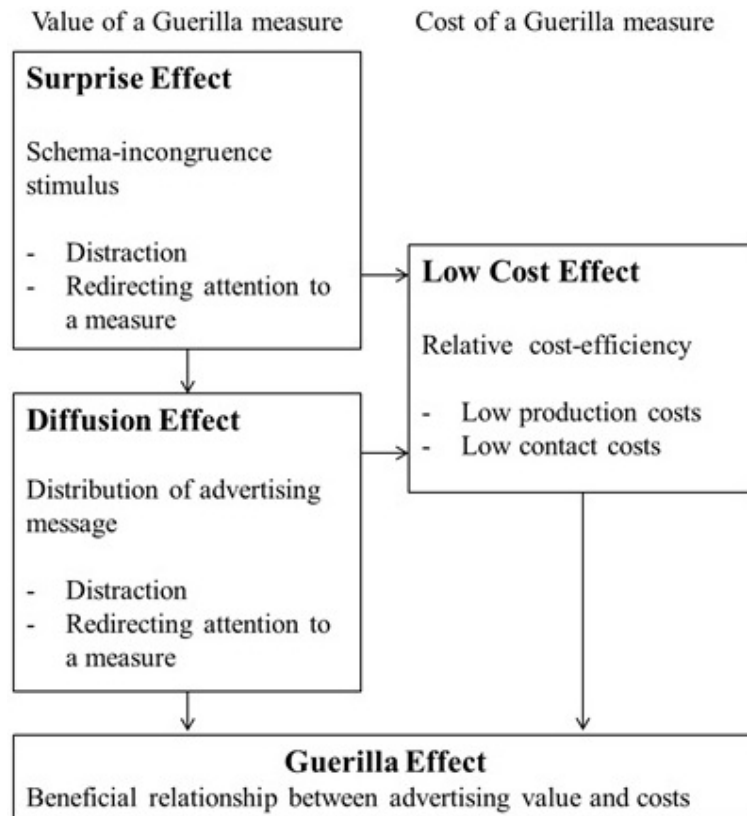 Value of a Guerilla measure
Cost of a Guerilla measure
Surprise Effect
Schema-incongruence
stimulus
- Distraction
- Redirecting attention to
a measure
Diffusion Effect
Distribution of advertising
message
- Distraction
- Redirecting attention to
a measure
Low Cost Effect
Relative cost-efficiency
- Low production costs
- Low contact costs
Guerilla Effect
Beneficial relationship between advertising value and costs